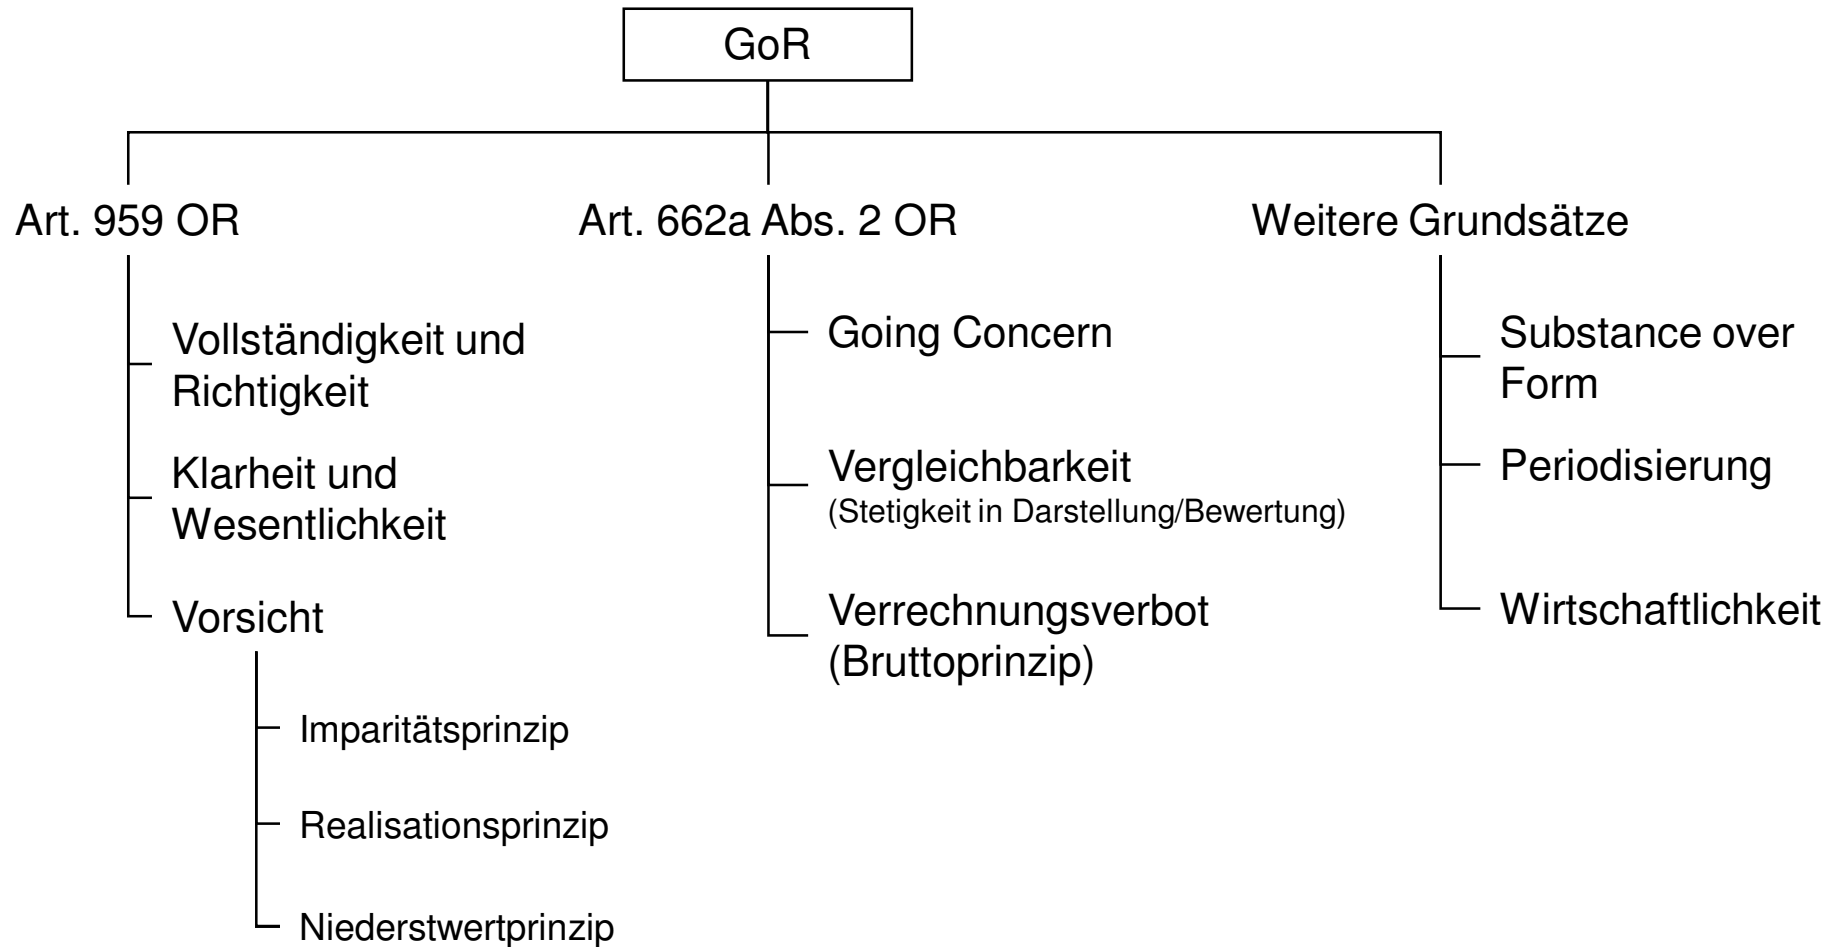 GoR
Art. 959 OR
Vollständigkeit und
Richtigkeit
Klarheit und
Wesentlichkeit
Vorsicht
Imparitätsprinzip
Realisationsprinzip
Niederstwertprinzip
Art. 662a Abs. 2 OR
Going Concern
Vergleichbarkeit
(Stetigkeit in Darstellung/Bewertung)
Verrechnungsverbot
(Bruttoprinzip)
Weitere Grundsätze
Substance over
Form
Periodisierung
Wirtschaftlichkeit